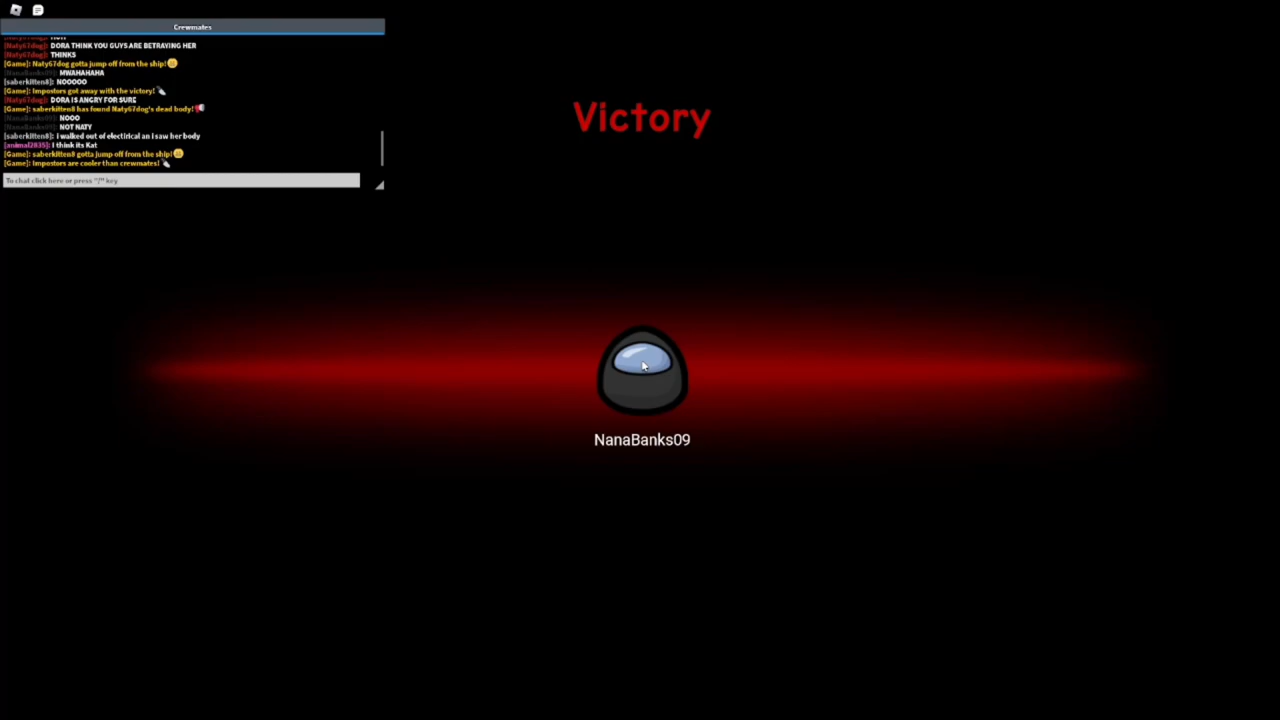 Crewmates
[Naty67dog]: DORA THINK YOU GUYS ARE BETRAYING HER
[Naty67dog]: THINKS
[Game]: Naty67dog gotta jump off from the ship!
[NanaBanks09]: MWAHAHAHA
[saberkitten8]: NOOOOO
[Game]: Impostors got away with the victory!
[Naty67dog]: DORA IS ANGRY FOR SURE
[Game]: saberkitten8 has found Naty67dog's dead body!
[NanaBanks09]: NOOO
[NanaBanks09]: NOT NATY
[saberkitten8]: i walked out of electirical an i saw her body
[animal2835]: I think its Kat
[Game]: saberkitten8 gotta jump off from the ship!
[Game]: Impostors are cooler than crewmates!
To chat click here or press "/" key
Victory
NanaBanks09